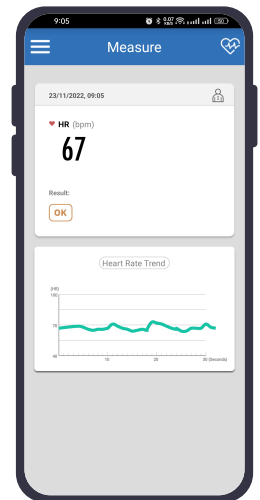 9:05
Measure
23/11/2022, 09:05
HR (bpm)
67
Result:
OK
Heart Rate Trend
(HR)
100
70
40
10 20 30 (Seconds)